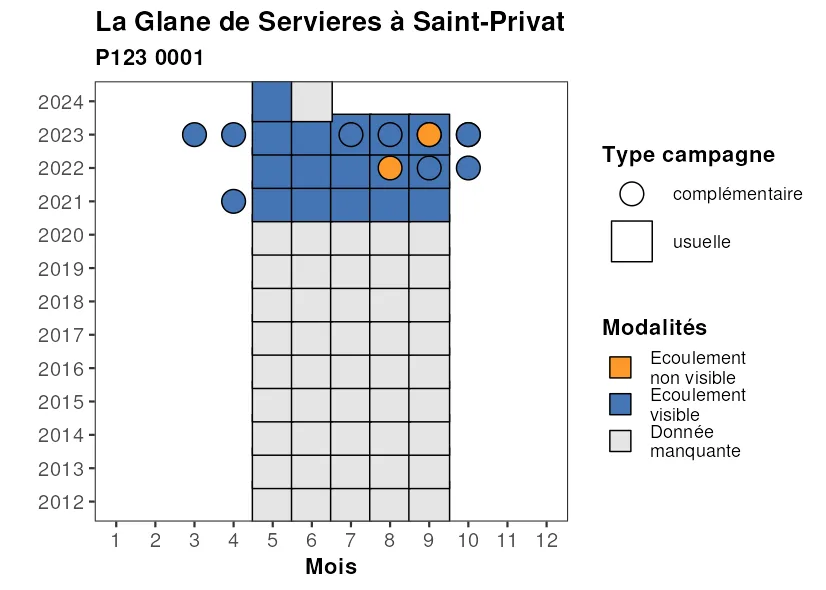 La Glane de Servieres à Saint-Privat
P123 0001
2024
2023
2022
2021
2020
2019
2018
2017
2016
2015
2014
2013
2012
1 2 3 4 5 6 7 8 9 10 11 12
Mois
Type campagne
complémentaire
usuelle
Modalités
Ecoulement
non visible
Ecoulement
visible
Donnée
manquante